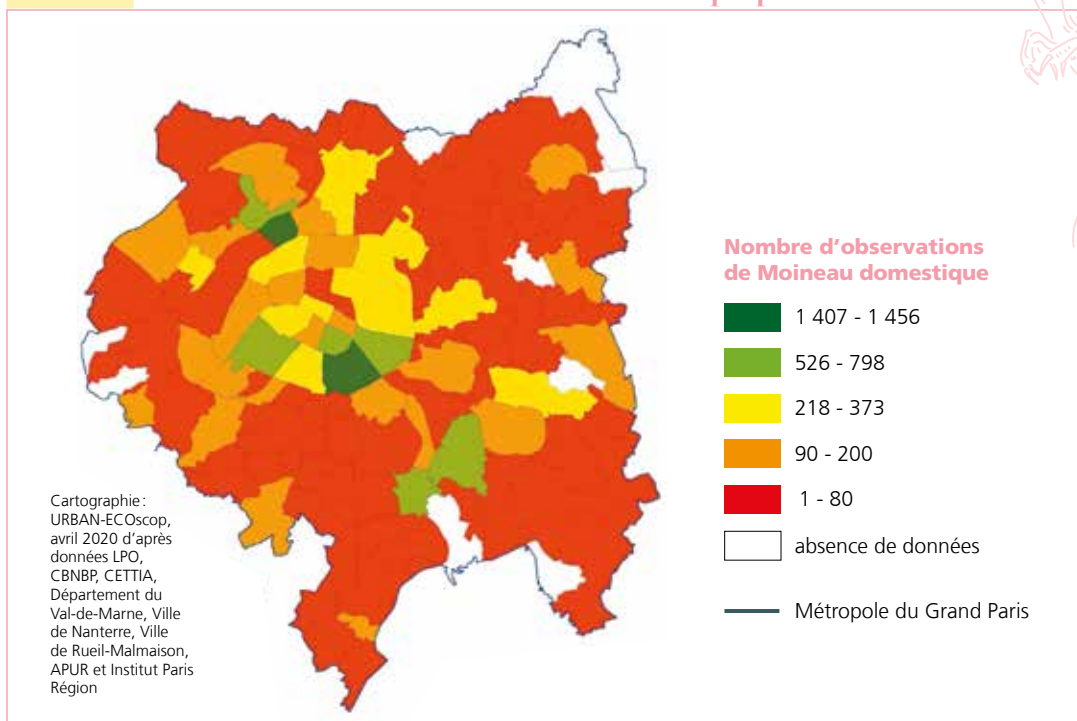 Nombre d'observations
de Moineau domestique
1 407 - 1 456
526 - 798
218 - 373
90 - 200
1 - 80
absence de données
Métropole du Grand Paris
Cartographie :
URBAN-ECOscop,
avril 2020 d'après
données LPO,
CBNBP, CETTIA,
Département du
Val-de-Marne, Ville
de Nanterre, Ville
de Rueil-Malmaison,
APUR et Institut Paris
Région